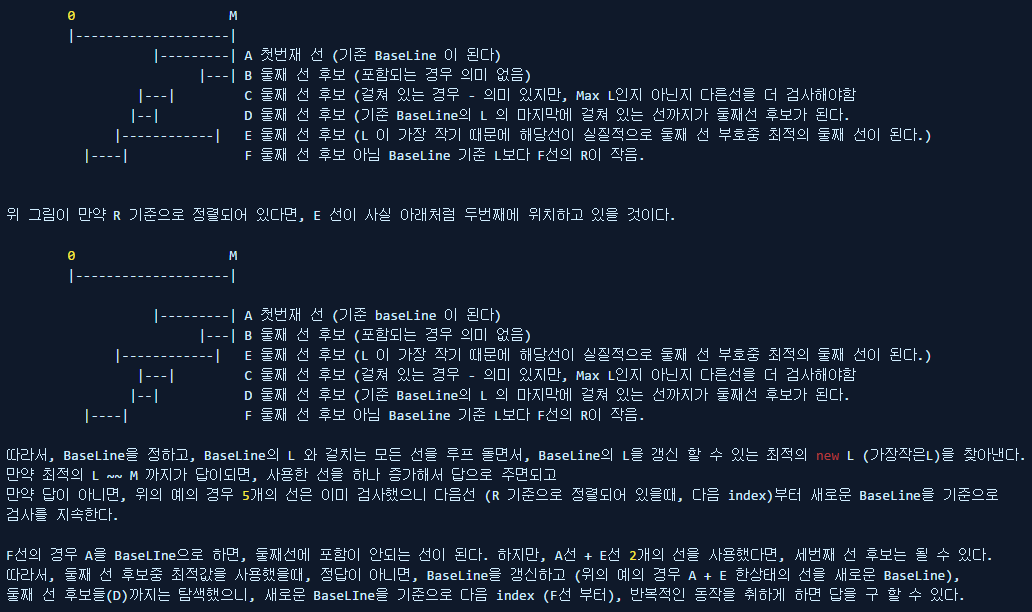 0 M
|--------------------|
|---------| A 첫번재 선 (기준 BaseLine 이 된다)
|---| B 둘째 선 후보 (포함되는 경우 의미 없음)
|---| C 둘째 선 후보 (걸쳐 있는 경우 - 의미 있지만, Max L인지 아닌지 다른선을 더 검사해야함
|--| D 둘째 선 후보 (기존 BaseLine의 L 의 마지막에 걸쳐 있는 선까지가 둘재선 후보가 된다.
|------------| E 둘째 선 후보 (L 이 가장 작기 때문에 해당선이 실질적으로 둘째 선 부호중 최적의 둘째 선이 된다.)
|----| F 둘째 선 후보 아님 BaseLine 기준 L보다 F선의 R이 작음.
위 그림이 만약 R 기준으로 정렬되어 있다면, E 선이 사실 아래처럼 두번째에 위치하고 있을 것이다.
0 M
|--------------------|
|---------| A 첫번재 선 (기준 baseLine 이 된다)
|---| B 둘째 선 후보 (포함되는 경우 의미 없음)
|------------| E 둘째 선 후보 (L 이 가장 작기 때문에 해당선이 실질적으로 둘째 선 부호중 최적의 둘째 선이 된다.)
|---| C 둘째 선 후보 (걸쳐 있는 경우 - 의미 있지만, Max L인지 아닌지 다른선을 더 검사해야함
|--| D 둘째 선 후보 (기존 BaseLine의 L 의 마지막에 걸쳐 있는 선까지가 둘재선 후보가 된다.
|----| F 둘째 선 후보 아님 BaseLine 기준 L보다 F선의 R이 작음.
따라서, BaseLine을 정하고, BaseLine의 L 와 걸치는 모든 선을 루프 돌면서, BaseLine의 L을 갱신 할 수 있는 최적의 new L (가장작은L)을 찾아낸다.
만약 최적의 L ~~ M 까지가 답이되면, 사용한 선을 하나 증가해서 답으로 주면되고
만약 답이 아니면, 위의 예의 경우 5개의 선은 이미 검사했으니 다음선 (R 기준으로 정렬되어 있을때, 다음 index)부터 새로운 BaseLine을 기준으로
검사를 지속한다.
F선의 경우 A을 BaseLIne으로 하면, 둘째선에 포함이 안되는 선이 된다. 하지만, A선 + E선 2개의 선을 사용했다면, 세번째 선 후보는 될 수 있다.
따라서, 둘째 선 후보중 최적값을 사용했을때, 정답이 아니면, BaseLine을 갱신하고 (위의 예의 경우 A + E 한상태의 선을 새로운 BaseLine),
둘째 선 후보을(D)까지는 탐색했으니, 새로운 BaseLIne을 기준으로 다음 index (F선 부터), 반복적인 동작을 취하게 하면 답을 구 할 수 있다.